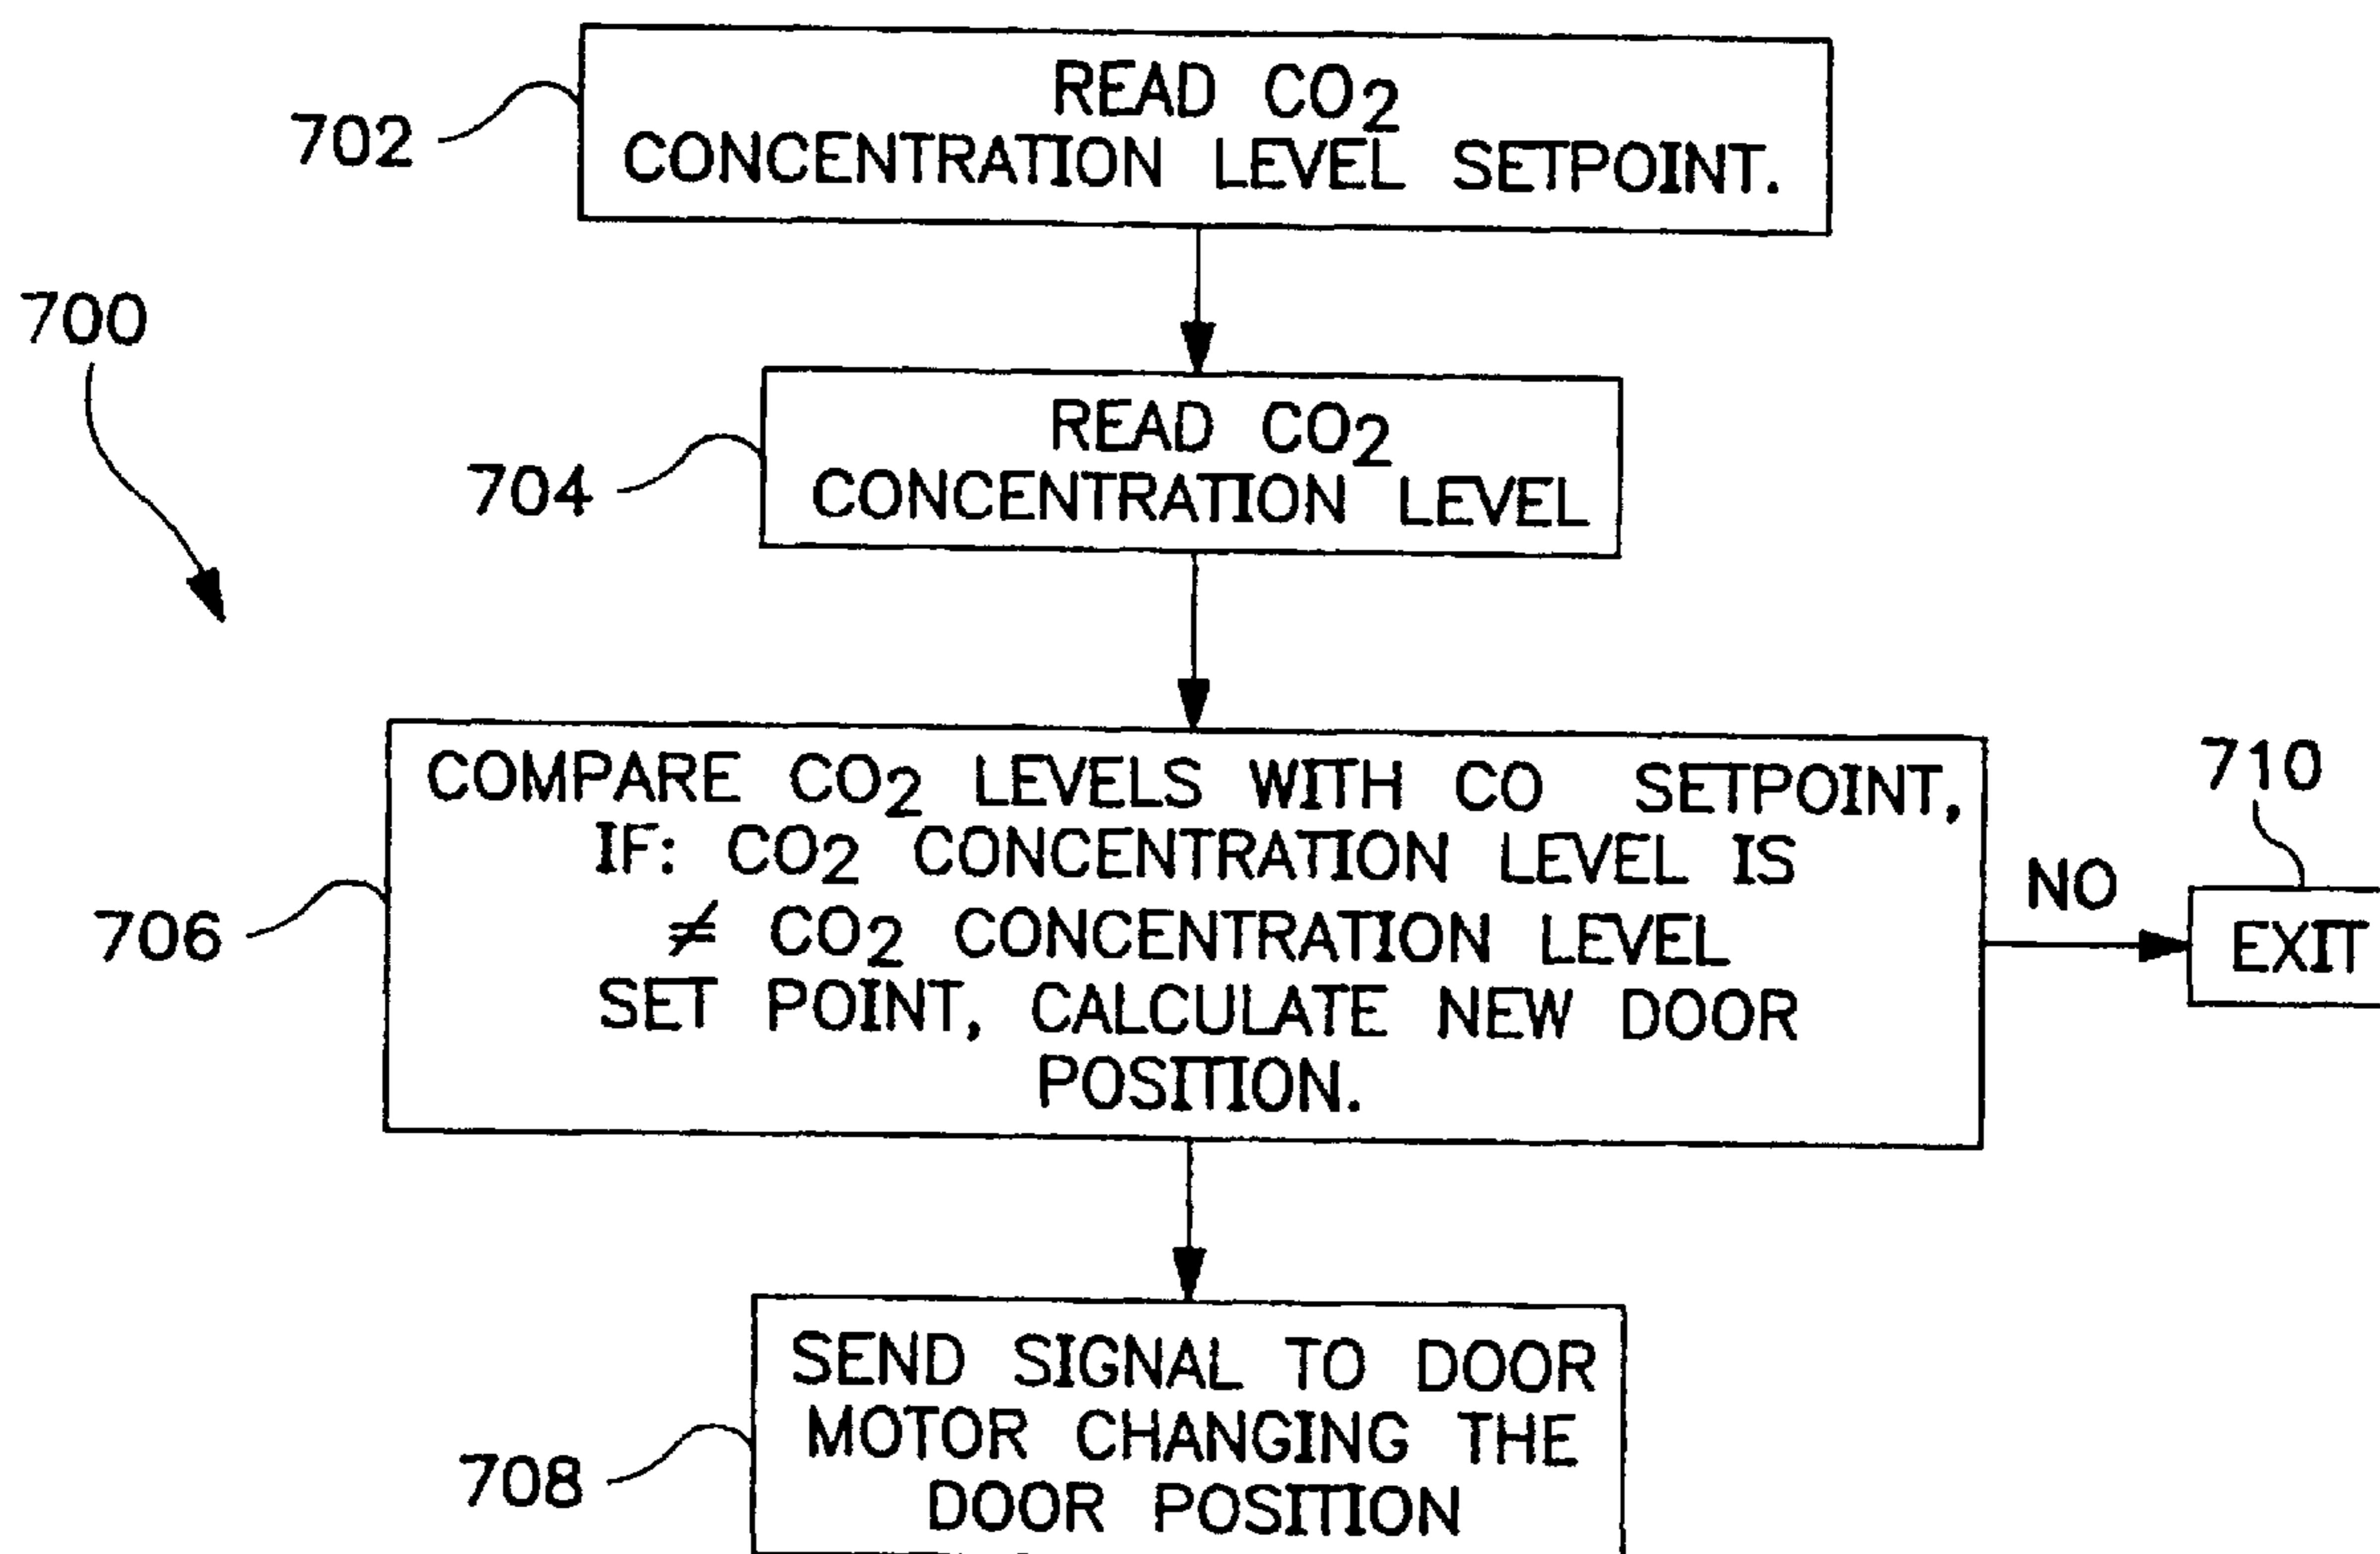 READ CO2
CONCENTRATION LEVEL SETPOINT.
702
700
READ CO2
CONCENTRATION LEVEL
704
COMPARE CO2 LEVELS WITH CO SETPOINT,
IF: CO2 CONCENTRATION LEVEL IS
≠ CO2 CONCENTRATION LEVEL
SET POINT, CALCULATE NEW DOOR
POSITION.
706
NO
710
EXIT
SEND SIGNAL TO DOOR
MOTOR CHANGING THE
DOOR POSITION
708